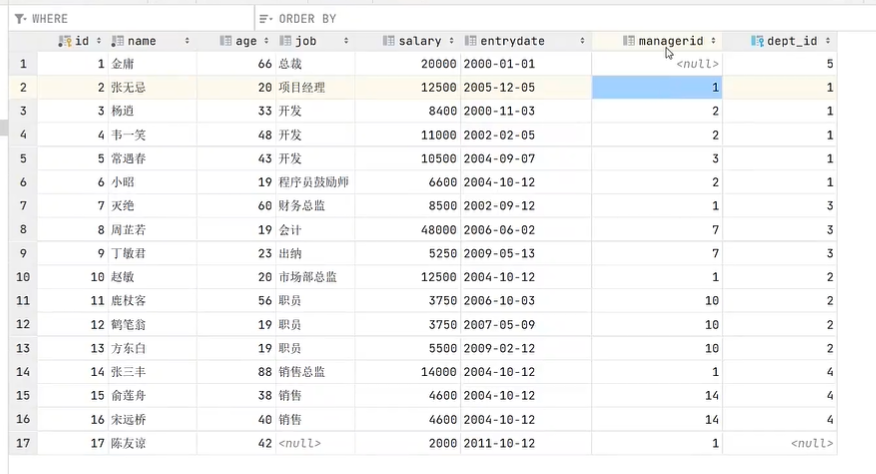 WHERE ORDER BY
id name age job salary entrydate managerid dept_id
1 1 金庸 66 总裁 20000 2000-01-01 <null> 5
2 2 张无忌 20 项目经理 12500 2005-12-05 1 1
3 3 杨逍 33 开发 8400 2000-11-03 2 1
4 4 韦一笑 48 开发 11000 2002-02-05 2 1
5 5 常遇春 43 开发 10500 2004-09-07 3 1
6 6 小昭 19 程序员鼓励师 6600 2004-10-12 2 1
7 7 灭绝 60 财务总监 8500 2002-09-12 1 3
8 8 周芷若 19 会计 48000 2006-06-02 7 3
9 9 丁敏君 23 出纳 5250 2009-05-13 7 3
10 10 赵敏 20 市场部总监 12500 2004-10-12 1 2
11 11 鹿杖客 56 职员 3750 2006-10-03 10 2
12 12 鹤笔翁 19 职员 3750 2007-05-09 10 2
13 13 方东白 19 职员 5500 2009-02-12 10 2
14 14 张三丰 88 销售总监 14000 2004-10-12 1 4
15 15 俞莲舟 38 销售 4600 2004-10-12 14 4
16 16 宋远桥 40 销售 4600 2004-10-12 14 4
17 17 陈友谅 42 <null> 2000 2011-10-12 1 <null>